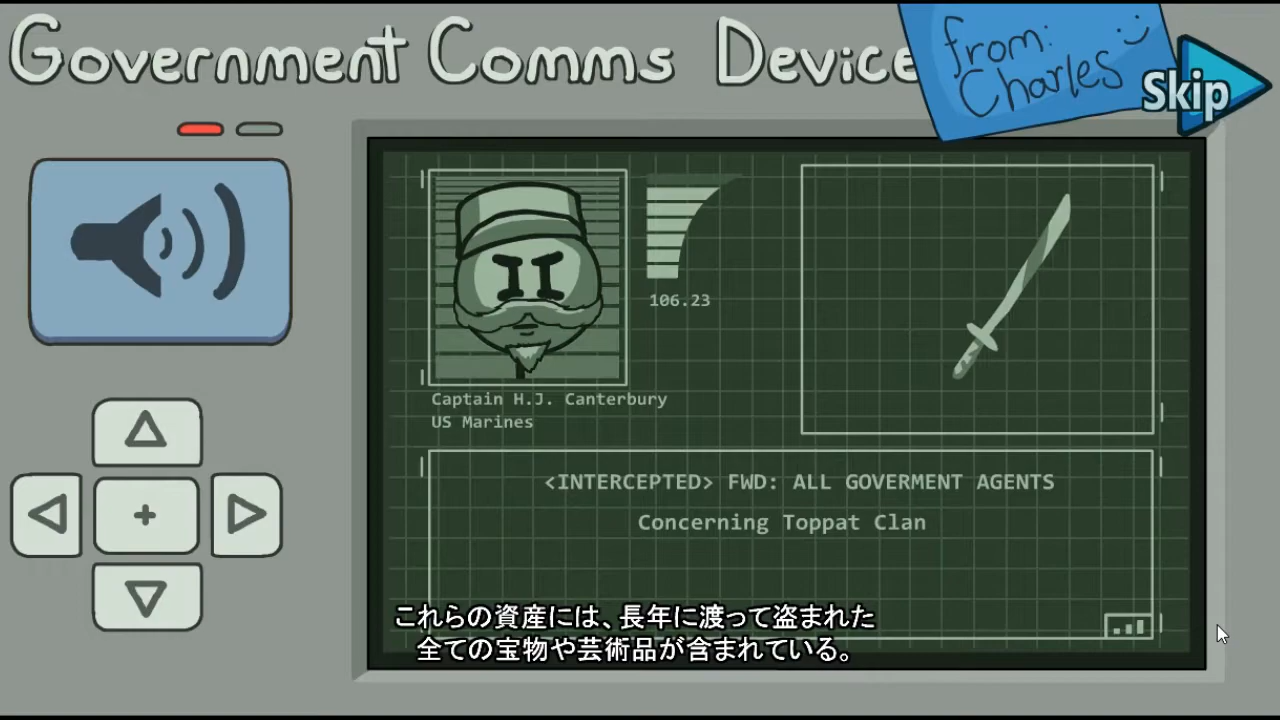 Government Comms Device
from:
Charles
Skip
106.23
Captain H.J. Canterbury
US Marines
<INTERCEPTED> FWD: ALL GOVERMENT AGENTS
Concerning Toppat Clan
これらの資産には、長年に渡って盗まれた
全ての宝物や芸術品が含まれている。